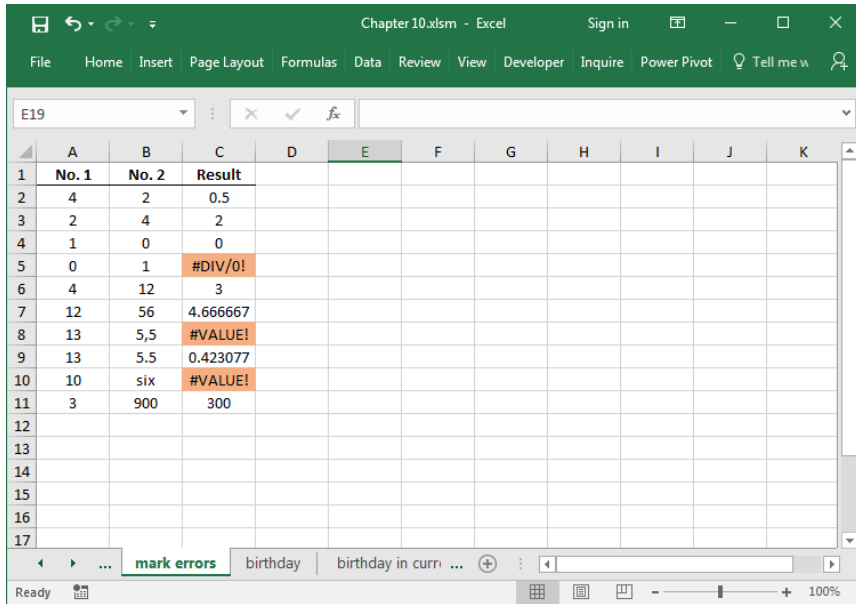 Chapter 10.xlsm - Excel Sign in
File Home Insert Page Layout Formulas Data Review View Developer Inquire Power Pivot Tell me w
E19 fx
A B C D E F G H I J K
1 No. 1 No. 2 Result
2 4 2 0.5
3 2 4 2
4 1 0 0
5 0 1 #DIV/0!
6 4 12 3
7 12 56 4.666667
8 13 5,5 #VALUE!
9 13 5.5 0.423077
10 10 six #VALUE!
11 3 900 300
12
13
14
15
16
17
... mark errors birthday birthday in curr ...
Ready 100%